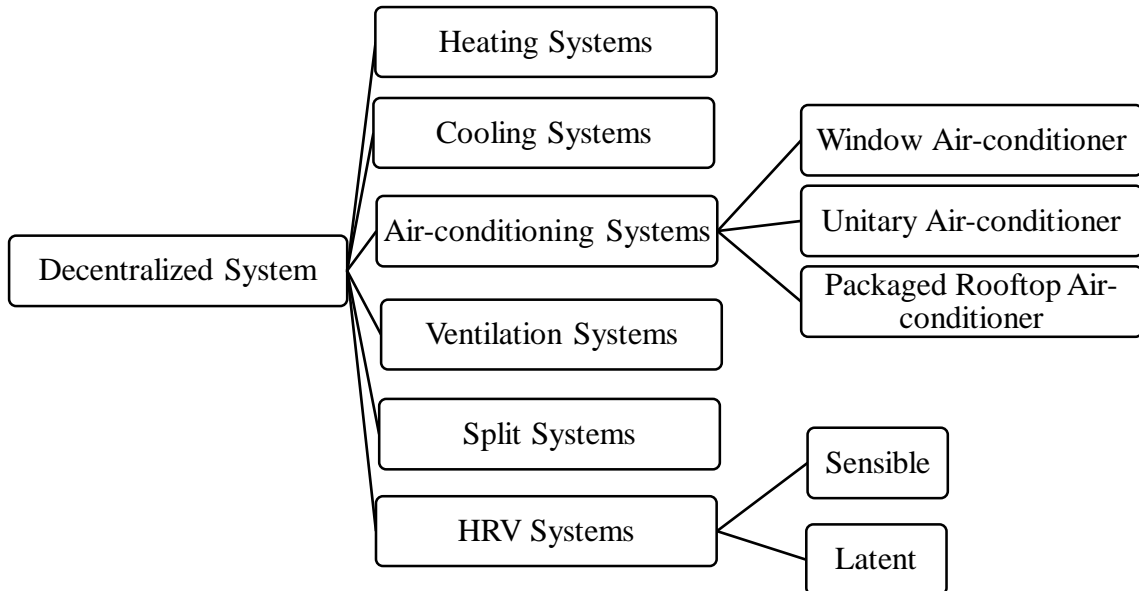 Heating Systems
Cooling Systems
Window Air-conditioner
Air-conditioning Systems
Unitary Air-conditioner
Decentralized System
Packaged Rooftop Air-
conditioner
Ventilation Systems
Split Systems
Sensible
HRV Systems
Latent